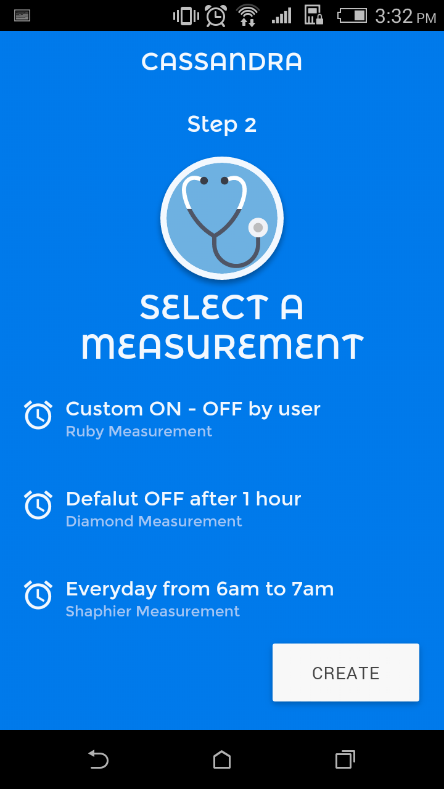 3:32 PM
CASSANDRA
Step 2
SELECT A
MEASUREMENT
Custom ON - OFF by user
Ruby Measurement
Defalut OFF after 1 hour
Diamond Measurement
Everyday from 6am to 7am
Shaphier Measurement
CREATE